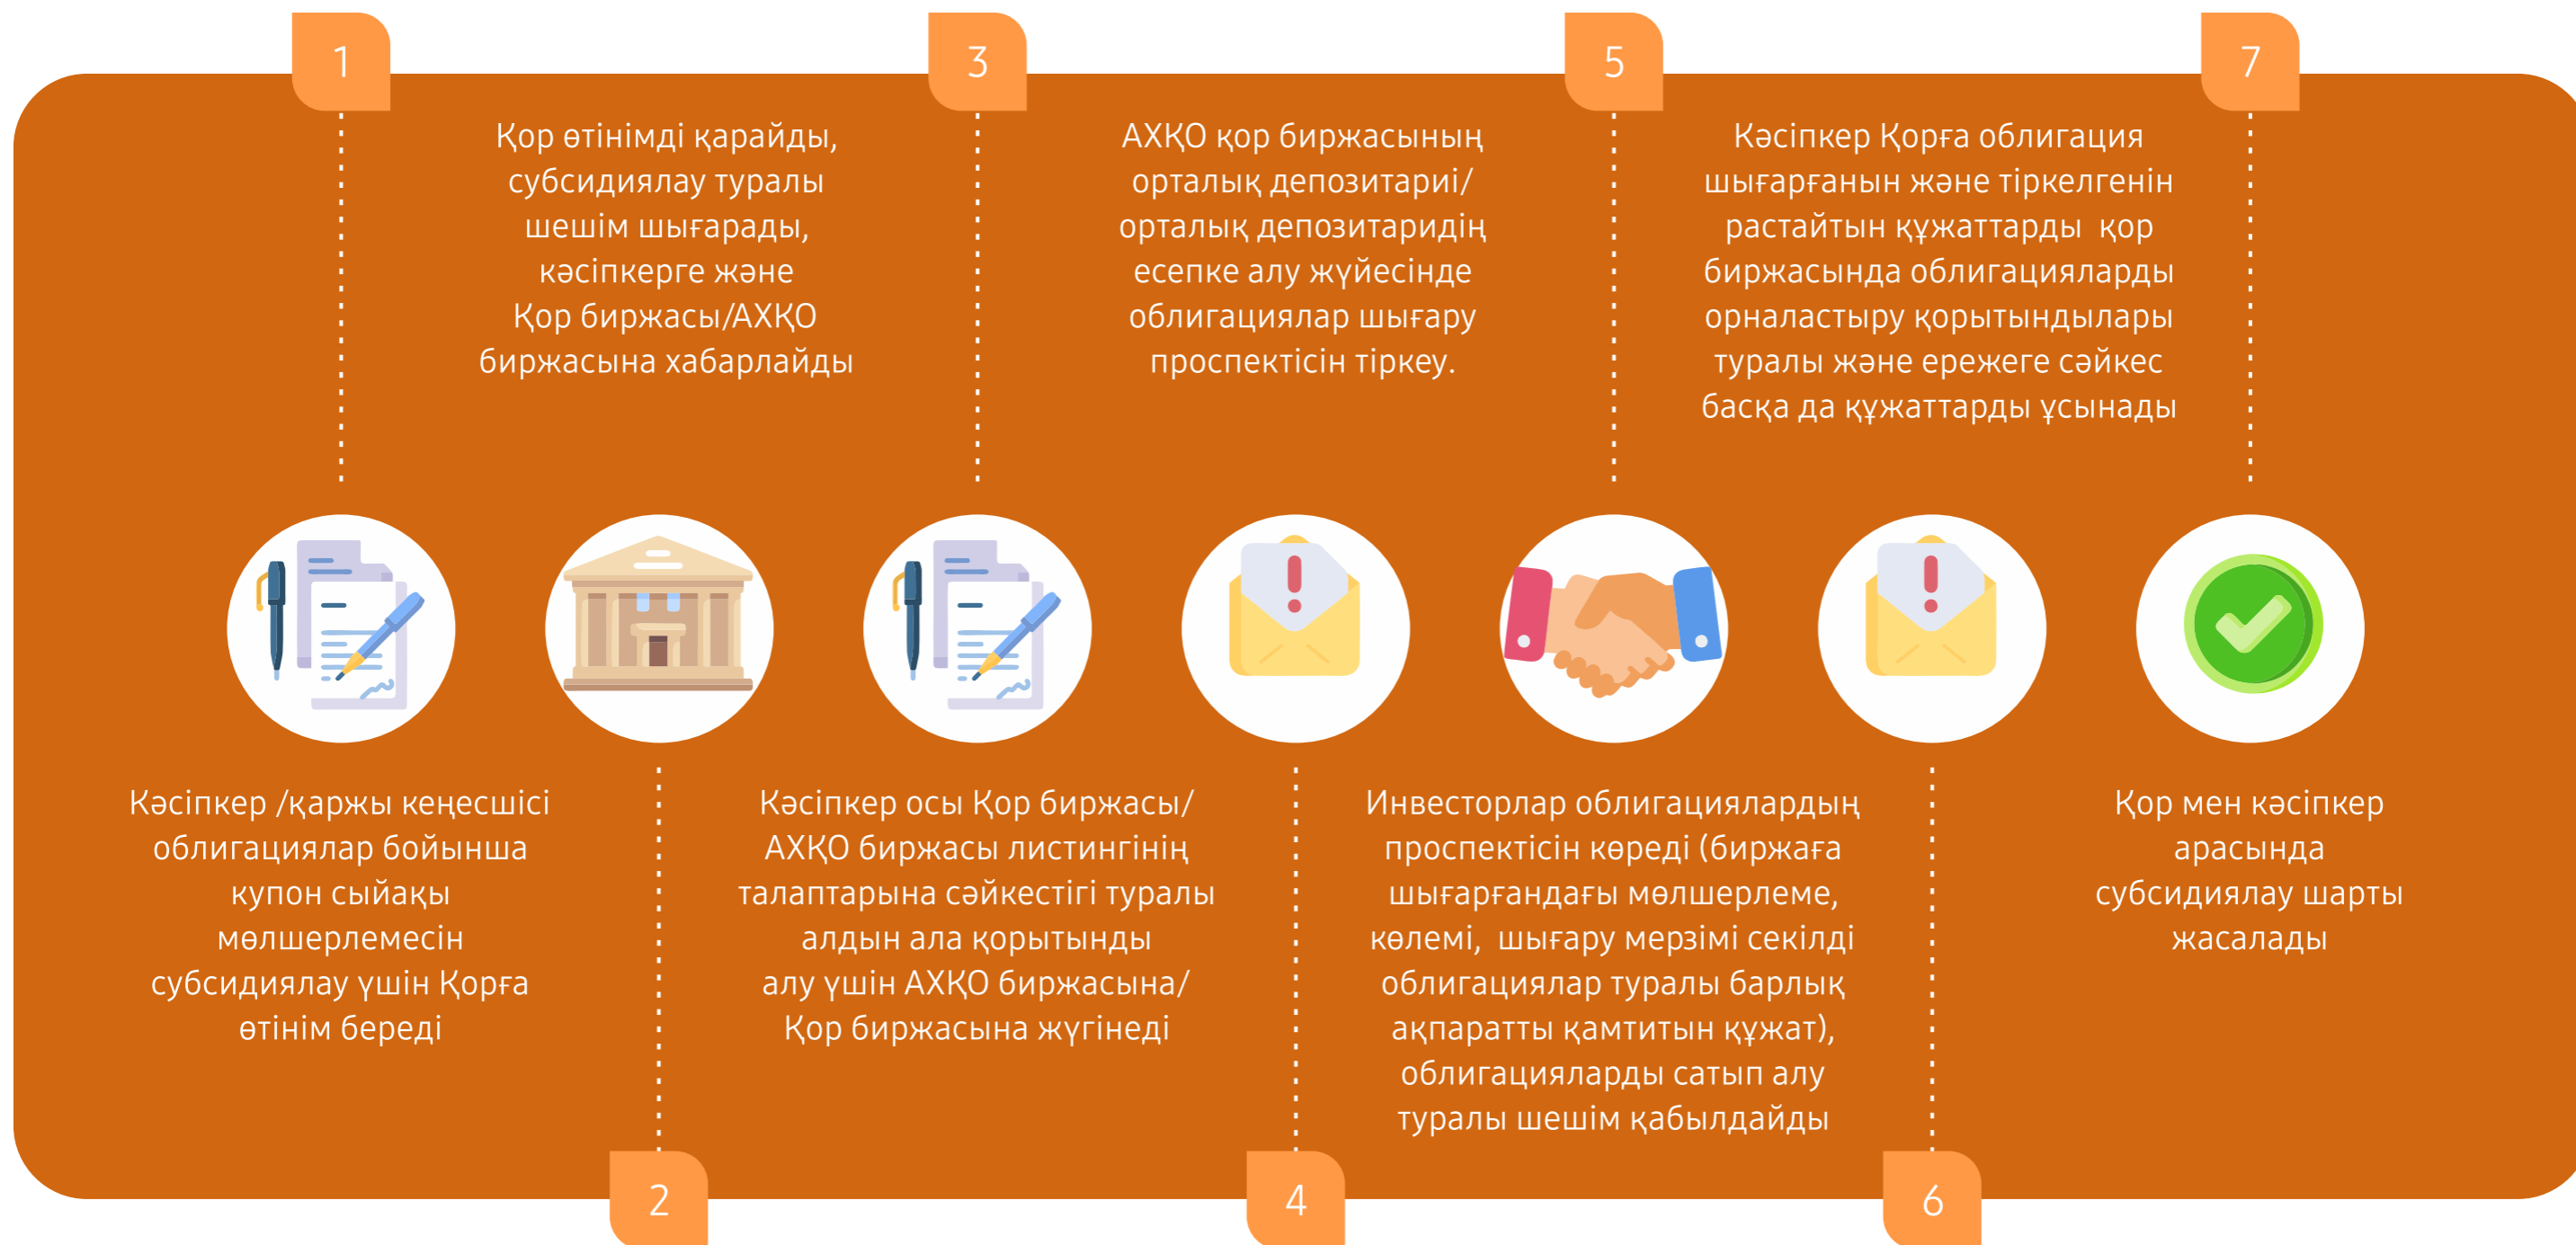 1
Кәсіпкер /қаржы кеңесшісі
облигациялар бойынша
купон сыйақы
мөлшерлемесін
субсидиялау үшін Қорға
өтінім береді
2
Қор өтінімді қарайды,
субсидиялау туралы
шешім шығарады,
кәсіпкерге және
Қор биржасы/АХҚО
биржасына хабарлайды
3
Кәсіпкер осы Қор биржасы/
АХҚО биржасы листингінің
талаптарына сәйкестігі туралы
алдын ала қорытынды
алу үшін АХҚО биржасына/
Қор биржасына жүгінеді
4
АХҚО қор биржасының
орталық депозитариі/
орталық депозитаридің
есепке алу жүйесінде
облигациялар шығару
проспектісін тіркеу.
5
Инвесторлар облигациялардың
проспектісін көреді (биржаға
шығарғандағы мөлшерлеме,
көлемі, шығару мерзімі секілді
облигациялар туралы барлық
ақпаратты қамтитын құжат),
облигацияларды сатып алу
туралы шешім қабылдайды
6
Кәсіпкер Қорға облигация
шығарғанын және тіркелгенін
растайтын құжаттарды қор
биржасында облигацияларды
орналастыру қорытындылары
туралы және ережеге сәйкес
басқа да құжаттарды ұсынады
7
Қор мен кәсіпкер
арасында
субсидиялау шарты
жасалады